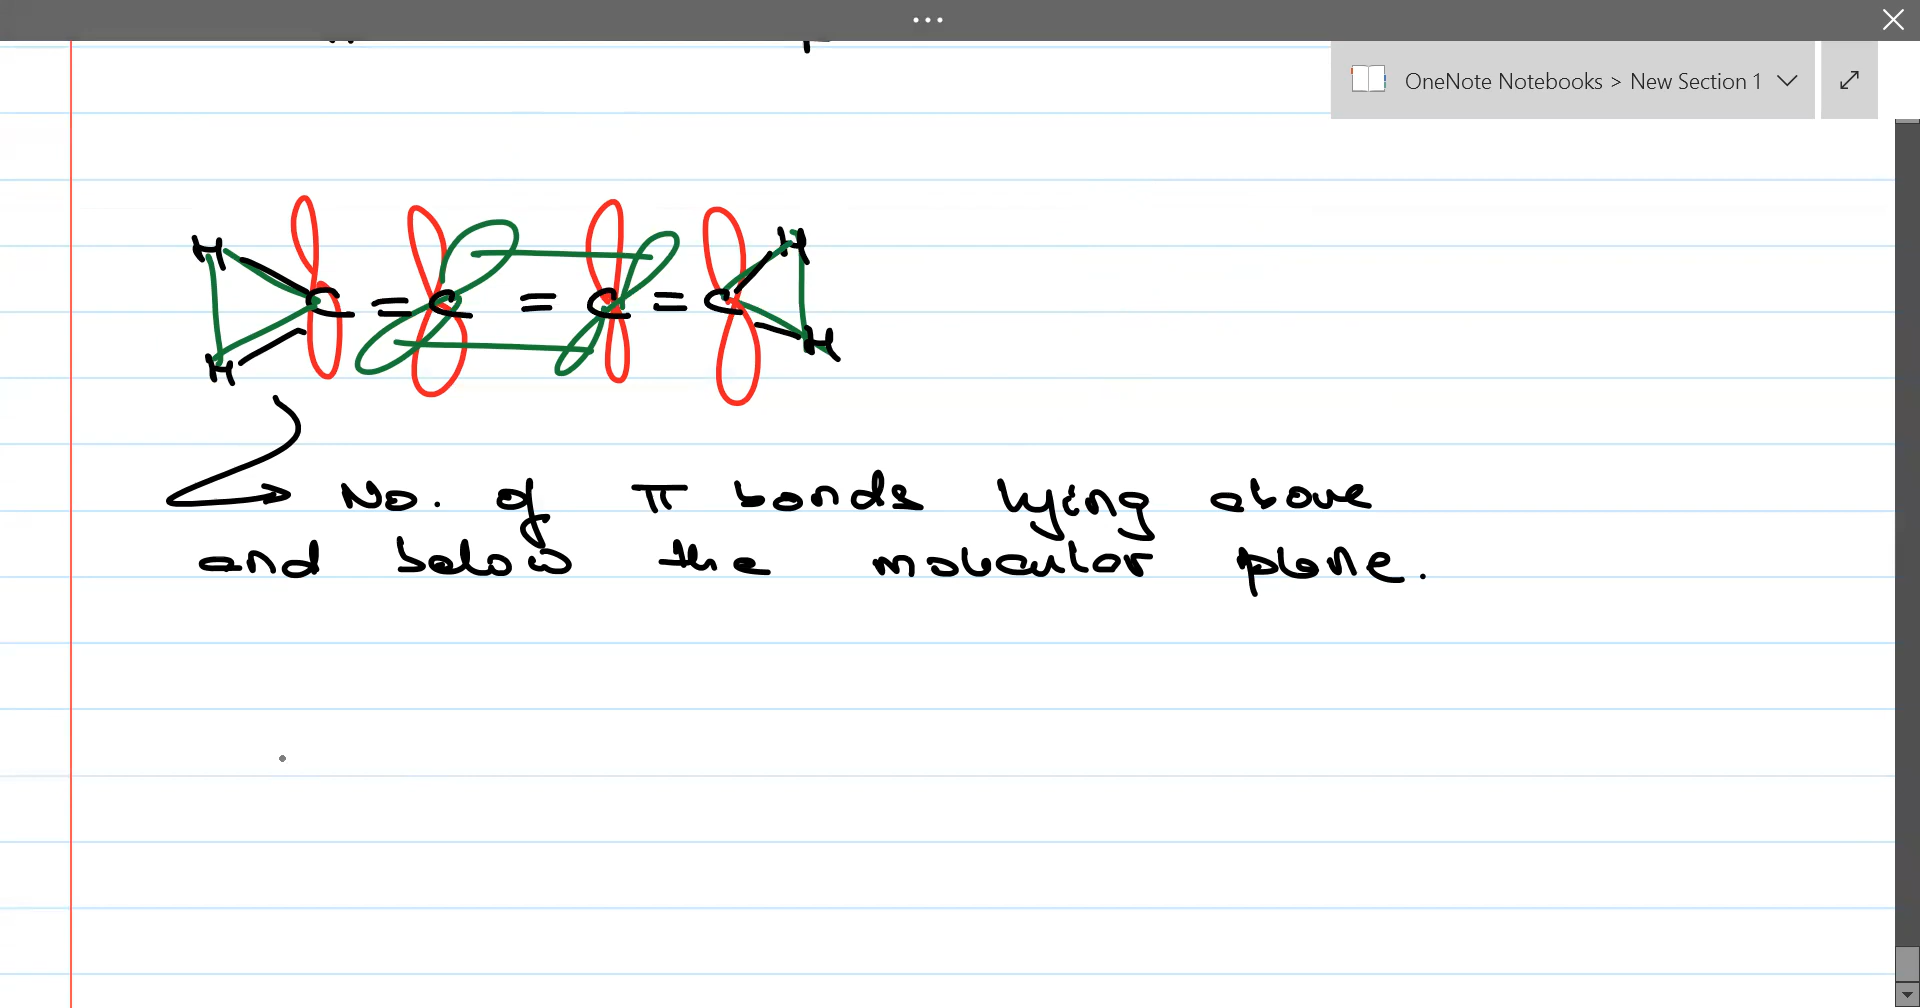 OneNote Notebooks > New Section 1
H H
C = C = C = C
H H
No. of π bonds lying above
and below the molecular plane.